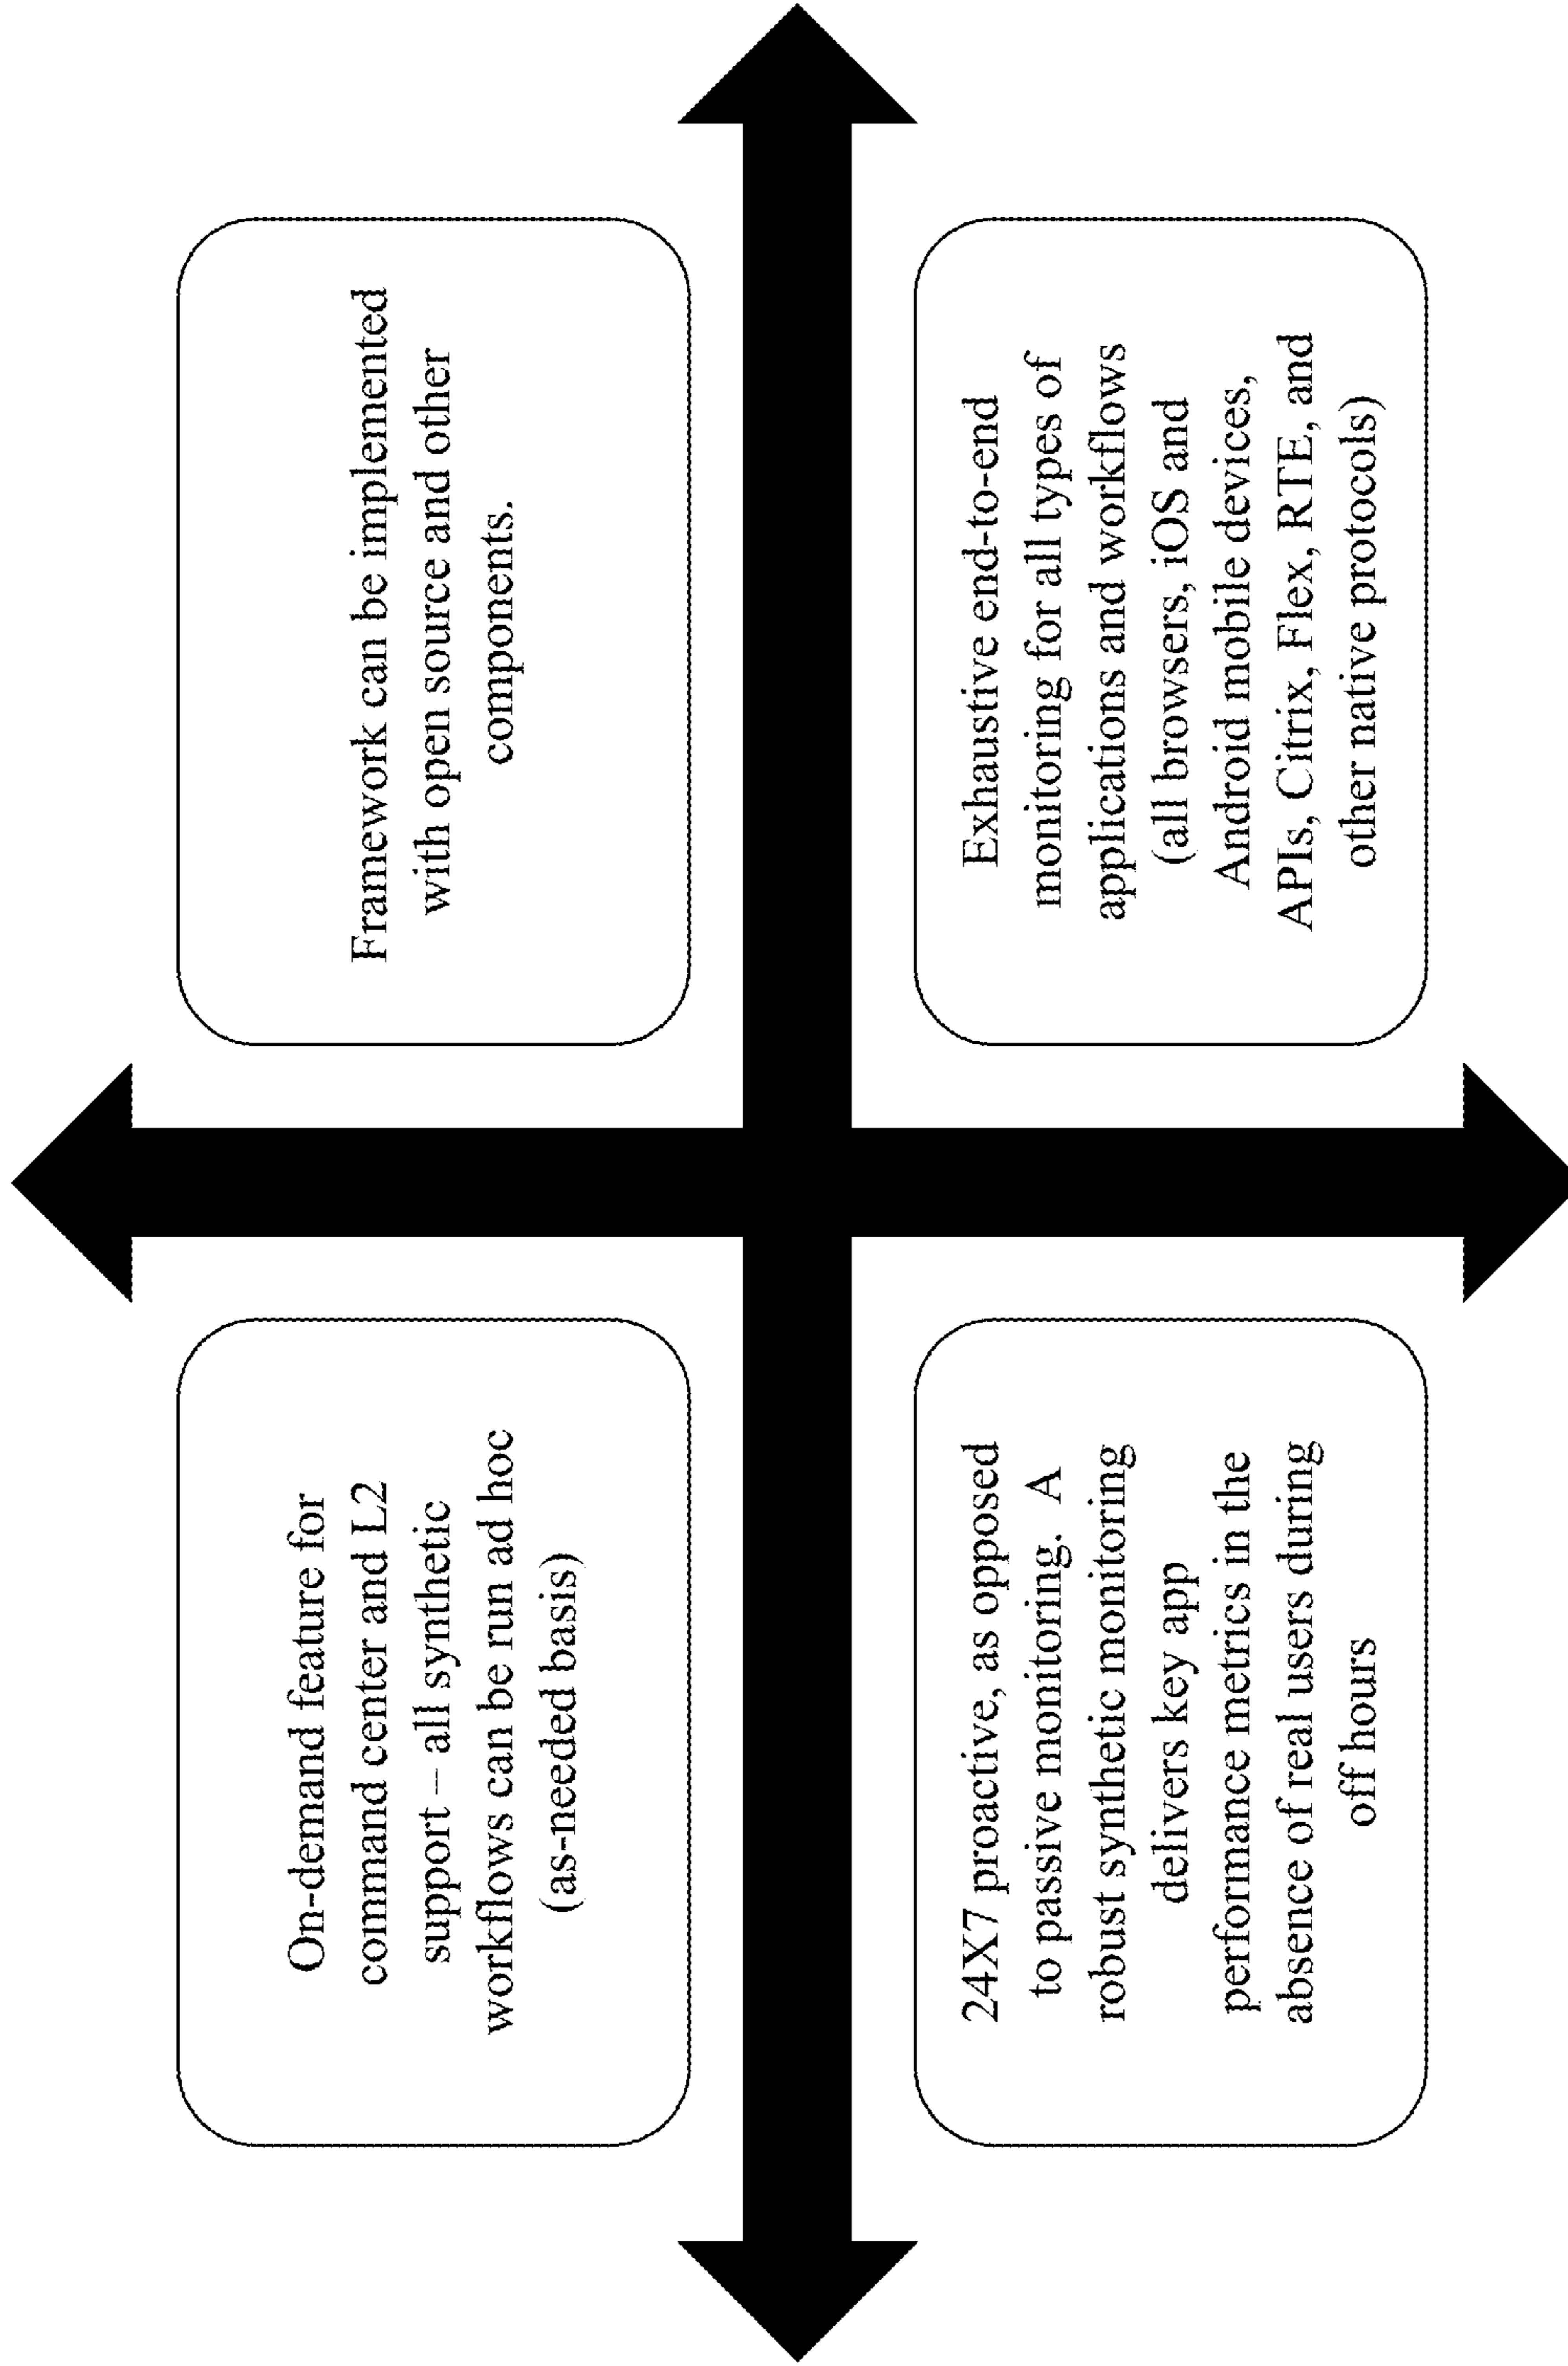 On-demand feature for
command center and L2
support – all synthetic
workflows can be run ad hoc
(as-needed basis)
Framework can be implemented
with open source and other
components.
24X7 proactive, as opposed
to passive monitoring. A
robust synthetic monitoring
delivers key app
performance metrics in the
absence of real users during
off hours
Exhaustive end-to-end
monitoring for all types of
applications and workflows
(all browsers, iOS and
Android mobile devices,
APIs, Citrix, Flex, RTE, and
other native protocols)